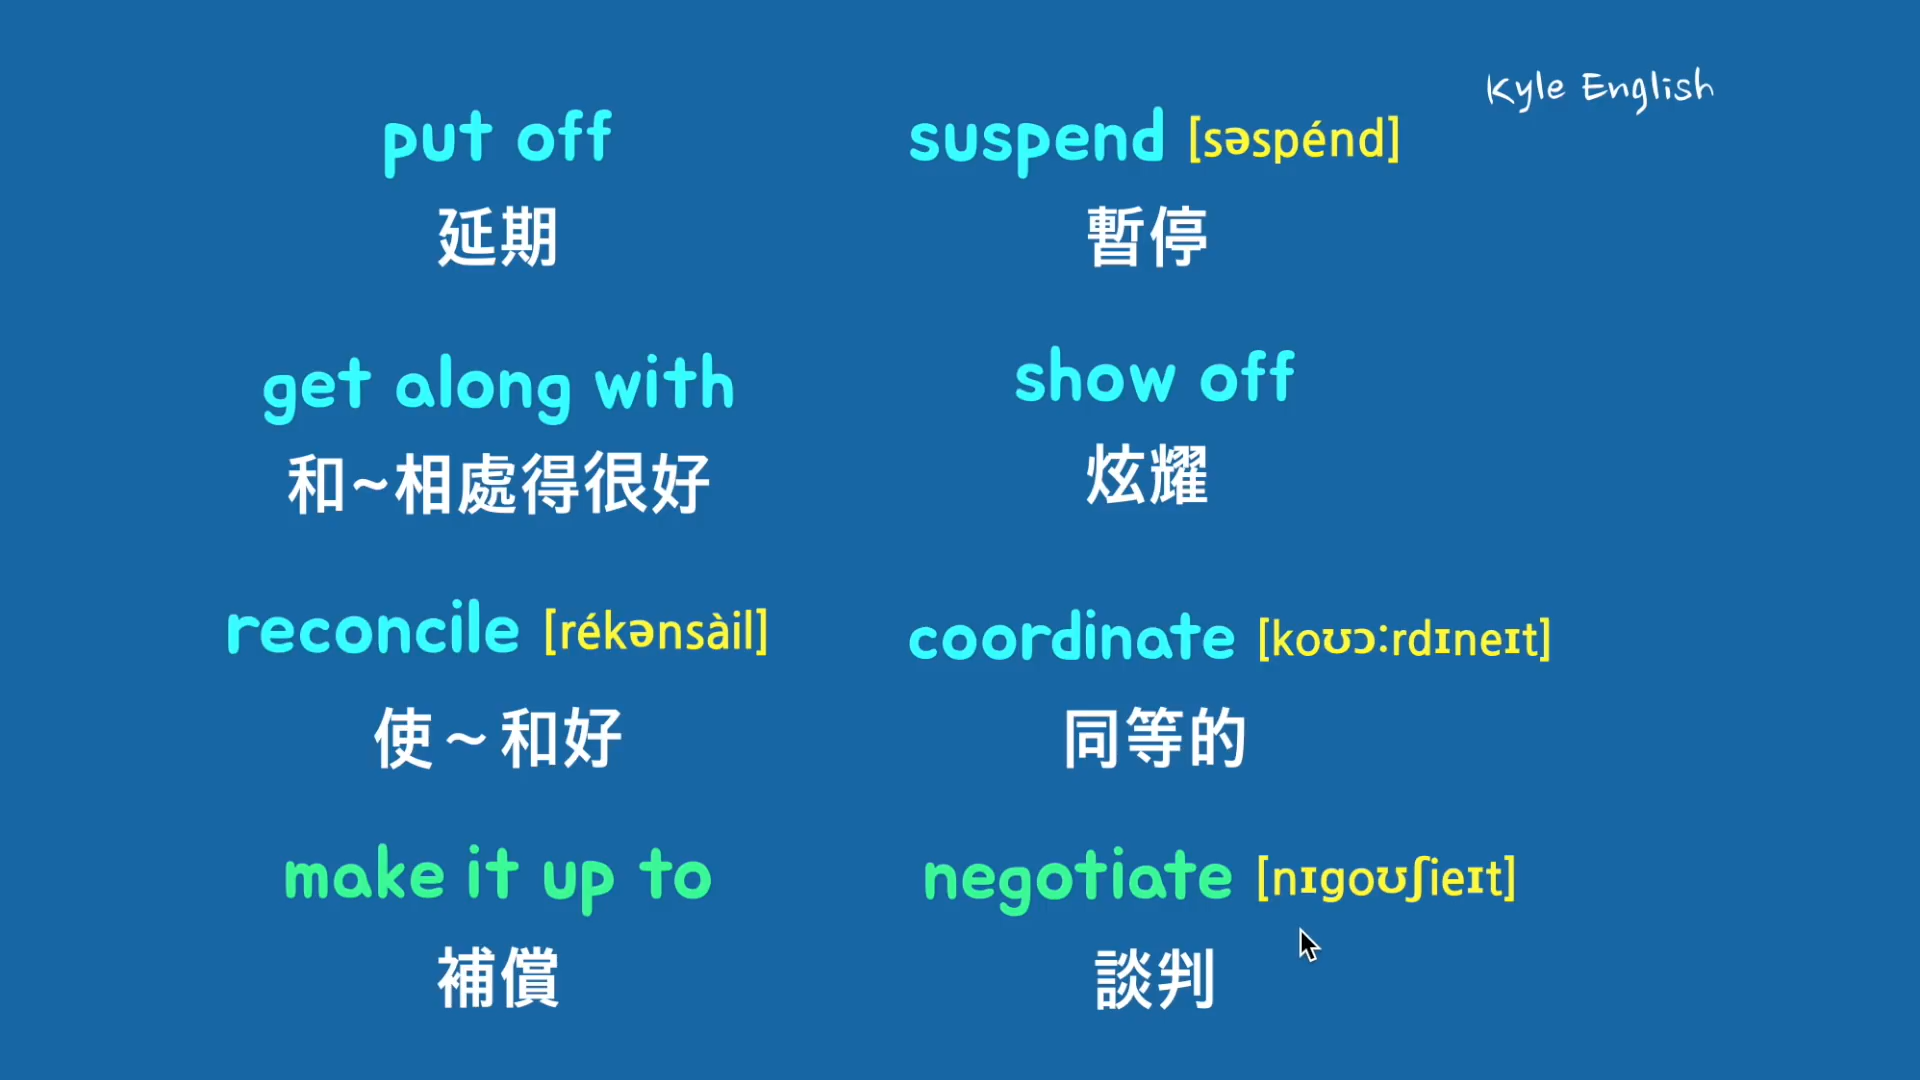 Kyle English
put off
延期
suspend [səspénd]
暫停
get along with
和~相處得很好
show off
炫耀
reconcile [rékənsàil]
使~和好
coordinate [koʊɔːrdɪneɪt]
同等的
make it up to
補償
negotiate [nɪgoʊʃieɪt]
談判